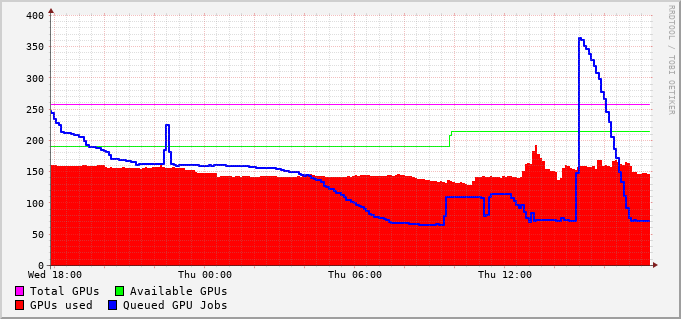 400
350
300
250
200
150
100
50
0
Wed 18:00 Thu 00:00 Thu 06:00 Thu 12:00
Total GPUs Available GPUs
GPUs used Queued GPU Jobs
RRDTOOL / TOBI OETIKER